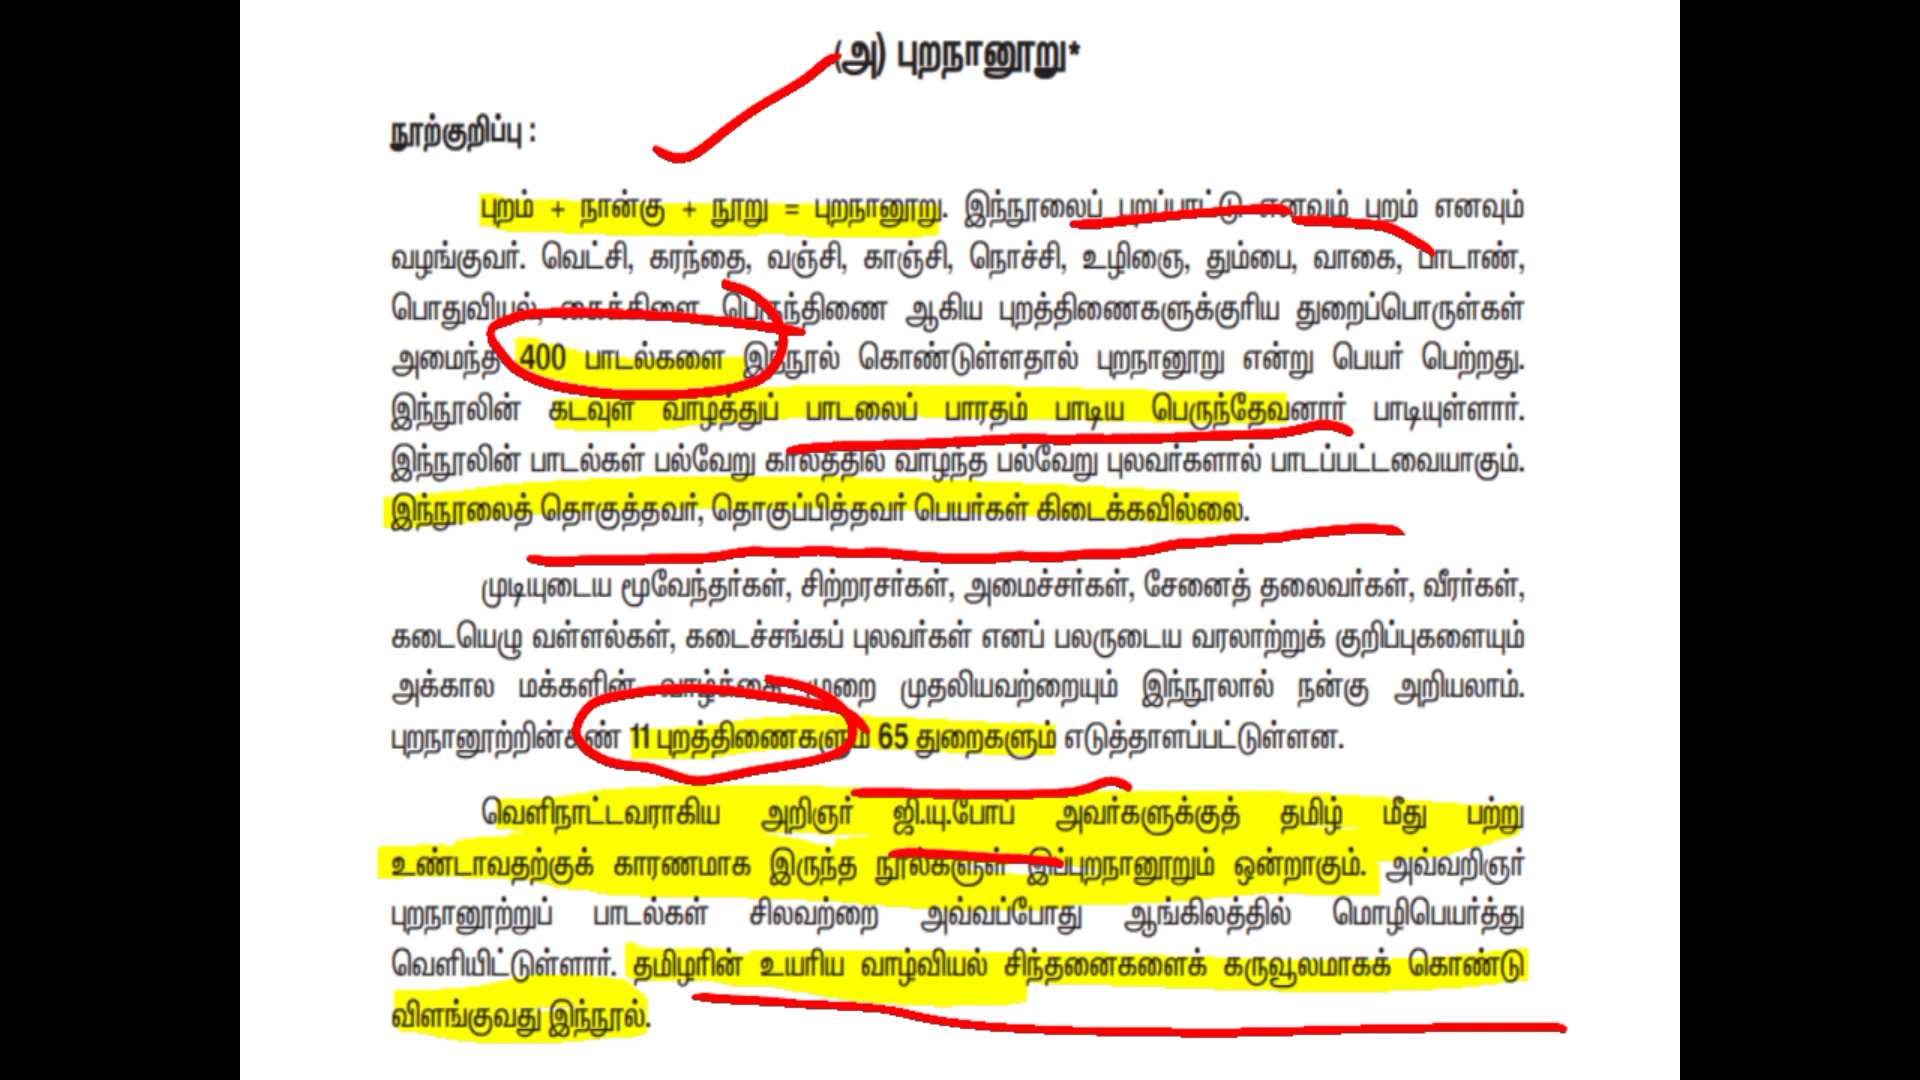 (அ) புறநானூறு*
நூற்குறிப்பு :
புறம் + நான்கு + நூறு = புறநானூறு. இந்நூலைப் புறப்பாட்டு எனவும் புறம் எனவும்
வழங்குவர். வெட்சி, கரந்தை, வஞ்சி, காஞ்சி, நொச்சி, உழிஞை, தும்பை, வாகை, பாடாண்,
பொதுவியல், கைக்கிளை, பெருந்திணை ஆகிய புறத்திணைகளுக்குரிய துறைப்பொருள்கள்
அமைந்த 400 பாடல்களை இந்நூல் கொண்டுள்ளதால் புறநானூறு என்று பெயர் பெற்றது.
இந்நூலின் கடவுள் வாழ்த்துப் பாடலைப் பாரதம் பாடிய பெருந்தேவனார் பாடியுள்ளார்.
இந்நூலின் பாடல்கள் பல்வேறு காலத்தில் வாழ்ந்த பல்வேறு புலவர்களால் பாடப்பட்டவையாகும்.
இந்நூலைத் தொகுத்தவர், தொகுப்பித்தவர் பெயர்கள் கிடைக்கவில்லை.
முடியுடைய மூவேந்தர்கள், சிற்றரசர்கள், அமைச்சர்கள், சேனைத் தலைவர்கள், வீரர்கள்,
கடையெழு வள்ளல்கள், கடைச்சங்கப் புலவர்கள் எனப் பலருடைய வரலாற்றுக் குறிப்புகளையும்
அக்கால மக்களின் வாழ்க்கை முறை முதலியவற்றையும் இந்நூலால் நன்கு அறியலாம்.
புறநானூற்றின்கண் 11 புறத்திணைகளும் 65 துறைகளும் எடுத்தாளப்பட்டுள்ளன.
வெளிநாட்டவராகிய அறிஞர் ஜி.யு.போப் அவர்களுக்குத் தமிழ் மீது பற்று
உண்டாவதற்குக் காரணமாக இருந்த நூல்களுள் இப்புறநானூறும் ஒன்றாகும். அவ்வறிஞர்
புறநானூற்றுப் பாடல்கள் சிலவற்றை அவ்வப்போது ஆங்கிலத்தில் மொழிபெயர்த்து
வெளியிட்டுள்ளார். தமிழரின் உயரிய வாழ்வியல் சிந்தனைகளைக் கருவூலமாகக் கொண்டு
விளங்குவது இந்நூல்.